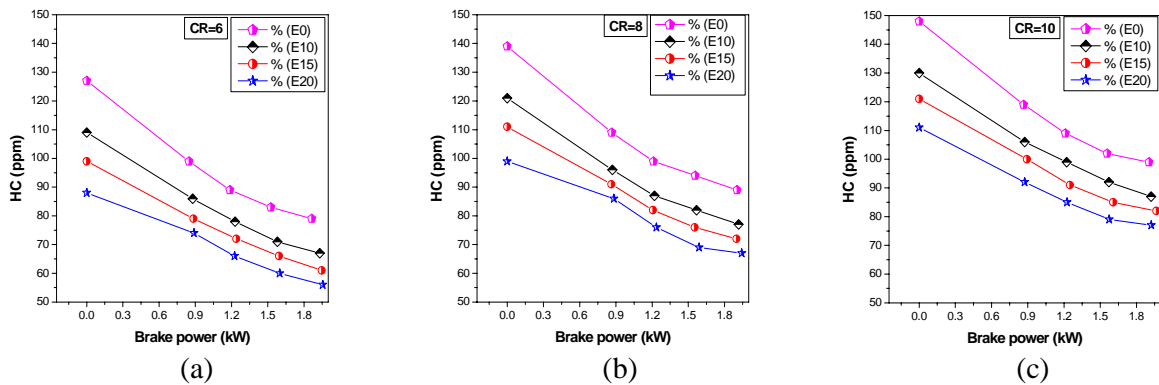 CR=6
% (E0)
% (E10)
% (E15)
% (E20)
150
140
130
120
110
100
90
80
70
60
50
HC (ppm)
0.0 0.3 0.6 0.9 1.2 1.5 1.8
Brake power (kW)
(a)
CR=8
% (E0)
% (E10)
% (E15)
% (E20)
150
140
130
120
110
100
90
80
70
60
50
HC (ppm)
0.0 0.3 0.6 0.9 1.2 1.5 1.8
Brake power (kW)
(b)
CR=10
% (E0)
% (E10)
% (E15)
% (E20)
150
140
130
120
110
100
90
80
70
60
50
HC (ppm)
0.0 0.3 0.6 0.9 1.2 1.5 1.8
Brake power (kW)
(c)